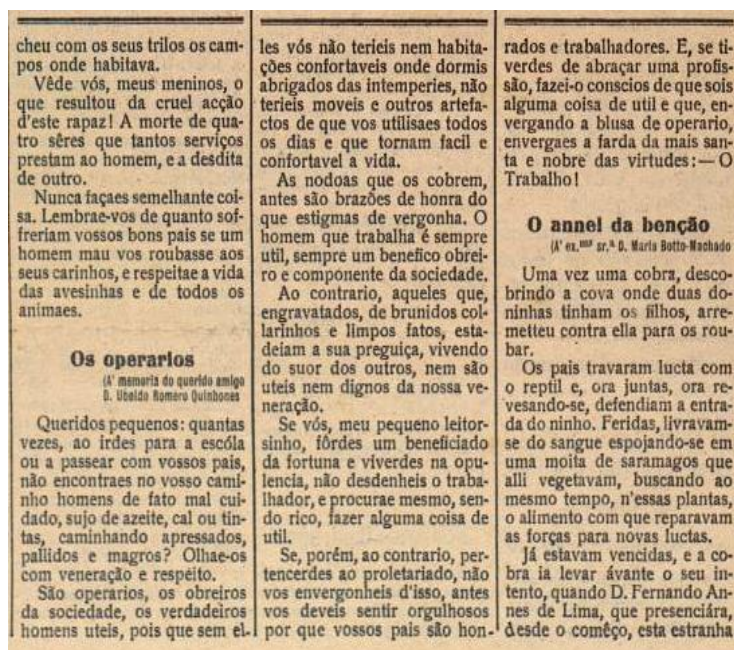 cheu com os seus trilos os cam-
pos onde habitava.
Vêde vós, meus meninos, o
que resultou da cruel acção
d'este rapaz! A morte de qua-
tro sêres que tantos serviços
prestam ao homem, e a desdita
de outro.
Nunca façaes semelhante coi-
sa. Lembrae-vos de quanto sof-
freriam vossos bons pais se um
homem mau vos roubasse aos
seus carinhos, e respeitae a vida
das avesinhas e de todos os
animaes.
Os operarios
(A' memoria do querido amigo
D. Ubaldo Romero Quinhones
Queridos pequenos: quantas
vezes, ao irdes para a escóla
ou a passear com vossos pais,
não encontraes no vosso cami-
nho homens de fato mal cui-
dado, sujo de azeite, cal ou tin-
tas, caminhando apressados,
pallidos e magros? Olhae-os
com veneração e respeito.
São operarios, os obreiros
da sociedade, os verdadeiros
homens uteis, pois que sem el-
les vós não terieis nem habita-
ções confortaveis onde dormis
abrigados das intemperies, não
terieis moveis e outros artefa-
ctos de que vos utilisaes todos
os dias e que tornam facil e
confortavel a vida.
As nodoas que os cobrem,
antes são brazões de honra do
que estigmas de vergonha. O
homem que trabalha é sempre
util, sempre um benefico obrei-
ro e componente da sociedade.
Ao contrario, aqueles que,
engravatados, de brunidos col-
larinhos e limpos fatos, esta-
deiam a sua preguiça, vivendo
do suor dos outros, nem são
uteis nem dignos da nossa ve-
neração.
Se vós, meu pequeno leitor-
sinho, fôrdes um beneficiado
da fortuna e viverdes na opu-
lencia, não desdenheis o traba-
lhador, e procurae mesmo, sen-
do rico, fazer alguma coisa de
util.
Se, porém, ao contrario, per-
tencerdes ao proletariado, não
vos envergonheis d'isso, antes
vos deveis sentir orgulhosos
por que vossos pais são hon-
rados e trabalhadores. E, se ti-
verdes de abraçar uma profis-
são, fazei-o conscios de que sois
alguma coisa de util e que, en-
vergando a blusa de operario,
envergaes a farda da mais san-
ta e nobre das virtudes:—O
Trabalho!
O annel da benção
(A' ex.ᵐᵃ sr.ª D. Maria Botto-Machado
Uma vez uma cobra, desco-
brindo a cova onde duas do-
ninhas tinham os filhos, arre-
metteu contra ella para os rou-
bar.
Os pais travaram lucta com
o reptil e, ora juntas, ora re-
vesando-se, defendiam a entra-
da do ninho. Feridas, livravam-
se do sangue espojando-se em
uma moita de saramagos que
alli vegetavam, buscando ao
mesmo tempo, n'essas plantas,
o alimento com que reparavam
as forças para novas luctas.
Já estavam vencidas, e a co-
bra ia levar ávante o seu in-
tento, quando D. Fernando An-
nes de Lima, que presenciára,
desde o comêço, esta estranha